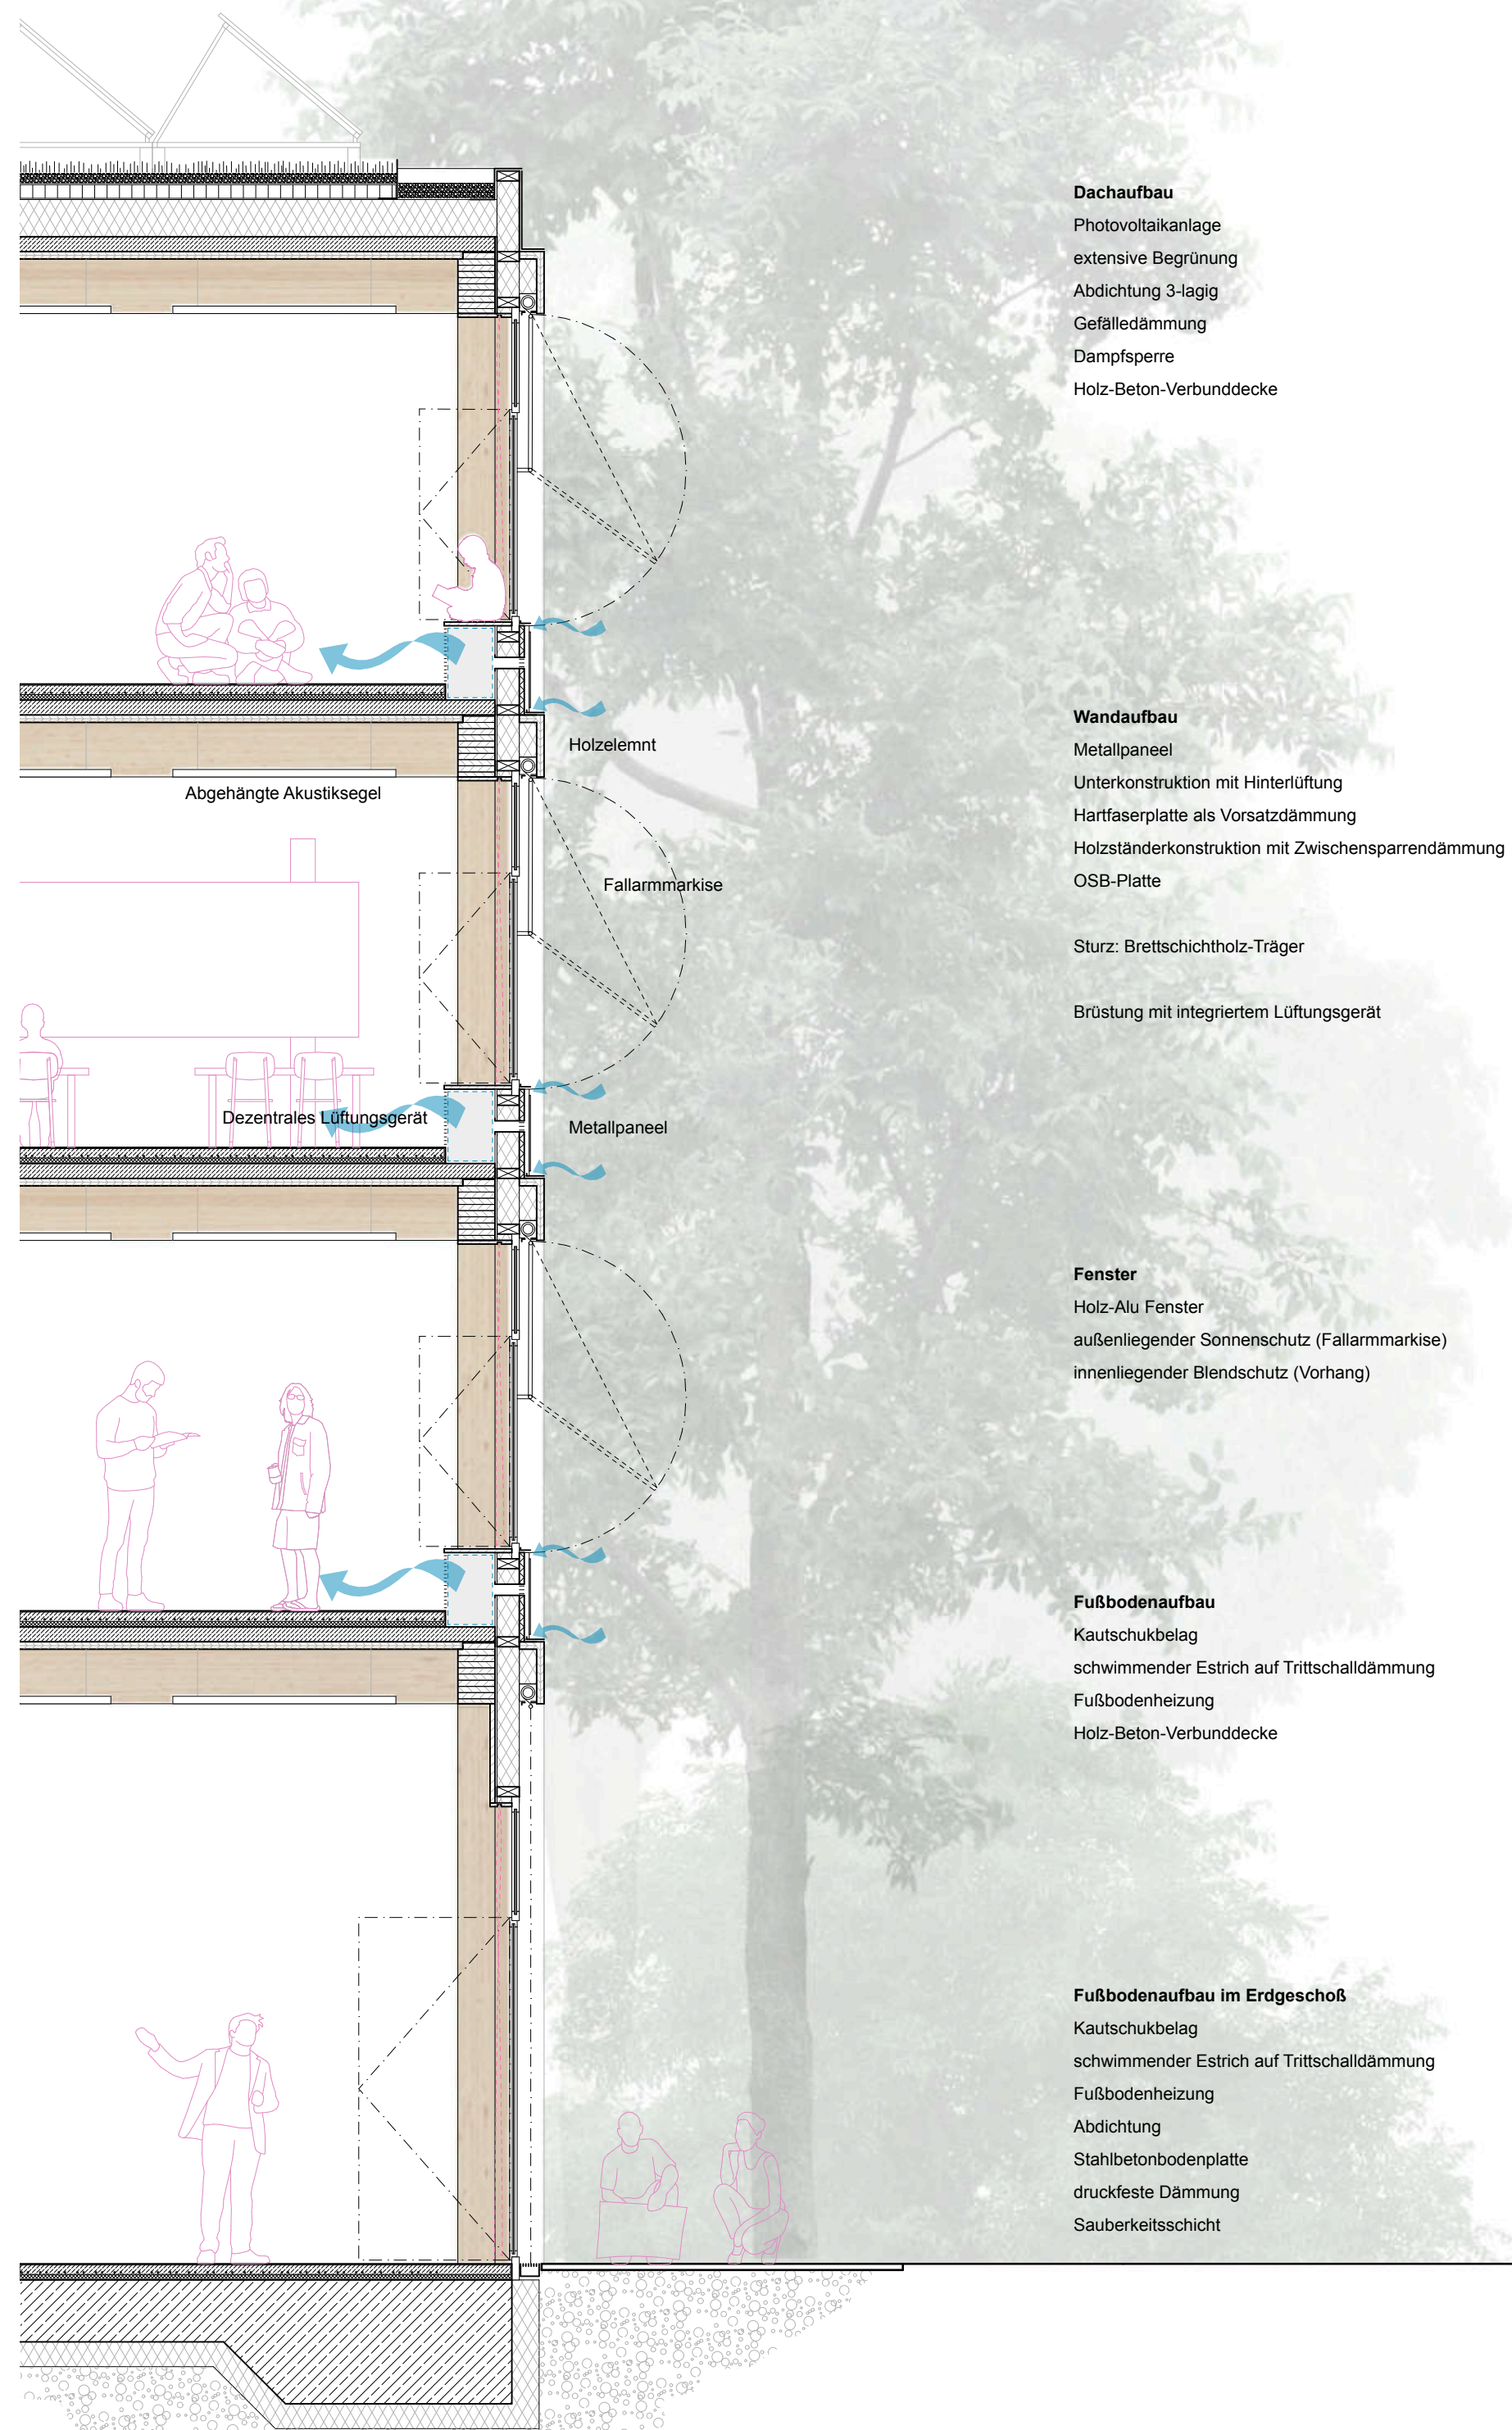 Dachaufbau
Photovoltaikanlage
extensive Begrünung
Abdichtung 3-lagig
Gefälledämmung
Dampfsperre
Holz-Beton-Verbunddecke
Wandaufbau
Metallpaneel
Unterkonstruktion mit Hinterlüftung
Hartfaserplatte als Vorsatzdämmung
Holzständerkonstruktion mit Zwischensparrendämmung
OSB-Platte
Sturz: Brettschichtholz-Träger
Brüstung mit integriertem Lüftungsgerät
Holzelemnt
Abgehängte Akustiksegel
Fallarmmarkise
Dezentrales Lüftungsgerät
Metallpaneel
Fenster
Holz-Alu Fenster
außenliegender Sonnenschutz (Fallarmmarkise)
innenliegender Blendschutz (Vorhang)
Fußbodenaufbau
Kautschukbelag
schwimmender Estrich auf Trittschalldämmung
Fußbodenheizung
Holz-Beton-Verbunddecke
Fußbodenaufbau im Erdgeschoß
Kautschukbelag
schwimmender Estrich auf Trittschalldämmung
Fußbodenheizung
Abdichtung
Stahlbetonbodenplatte
druckfeste Dämmung
Sauberkeitsschicht